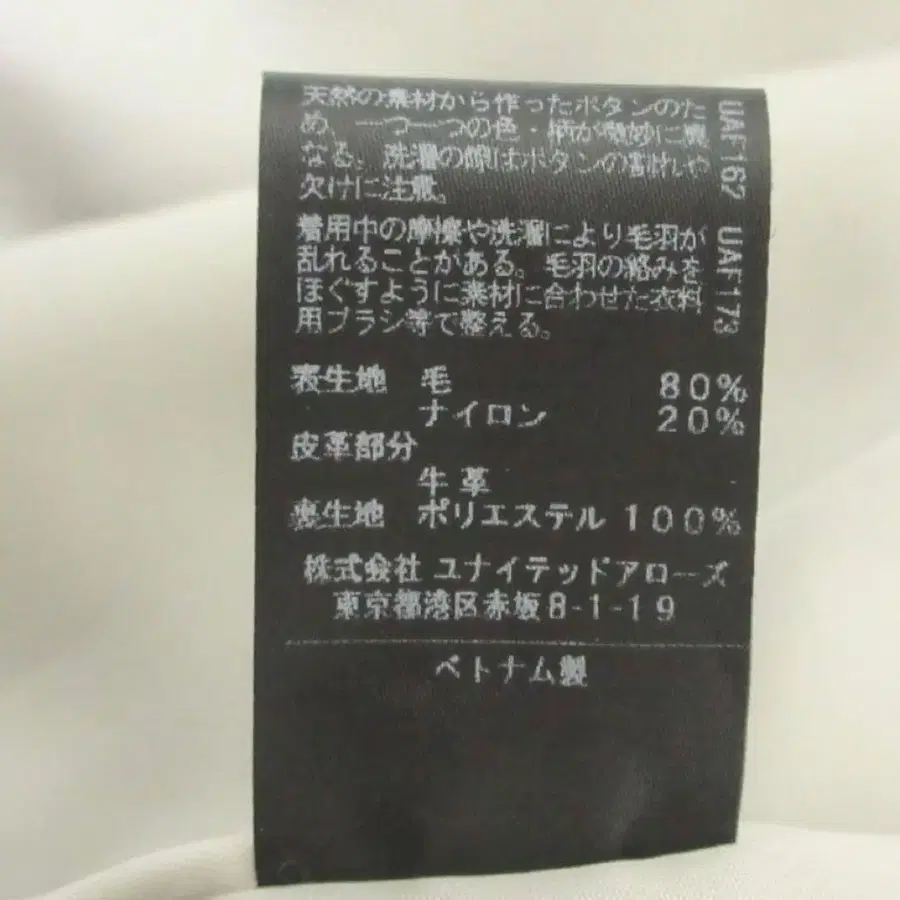 天然の素材から作ったボタンのた
め、一つ一つの色・柄が微妙に異
なる。洗濯の際はボタンの割れや
欠けに注意。
着用中の摩擦や洗濯により毛羽が
乱れることがある。毛羽の絡みを
ほぐすように素材に合わせた衣料
用ブラシ等で整える。
UAF162 UAF173
表生地 毛 80%
ナイロン 20%
皮革部分
牛革
裏生地 ポリエステル 100%
株式会社 ユナイテッドアローズ
東京都港区赤坂8-1-19
ベトナム製